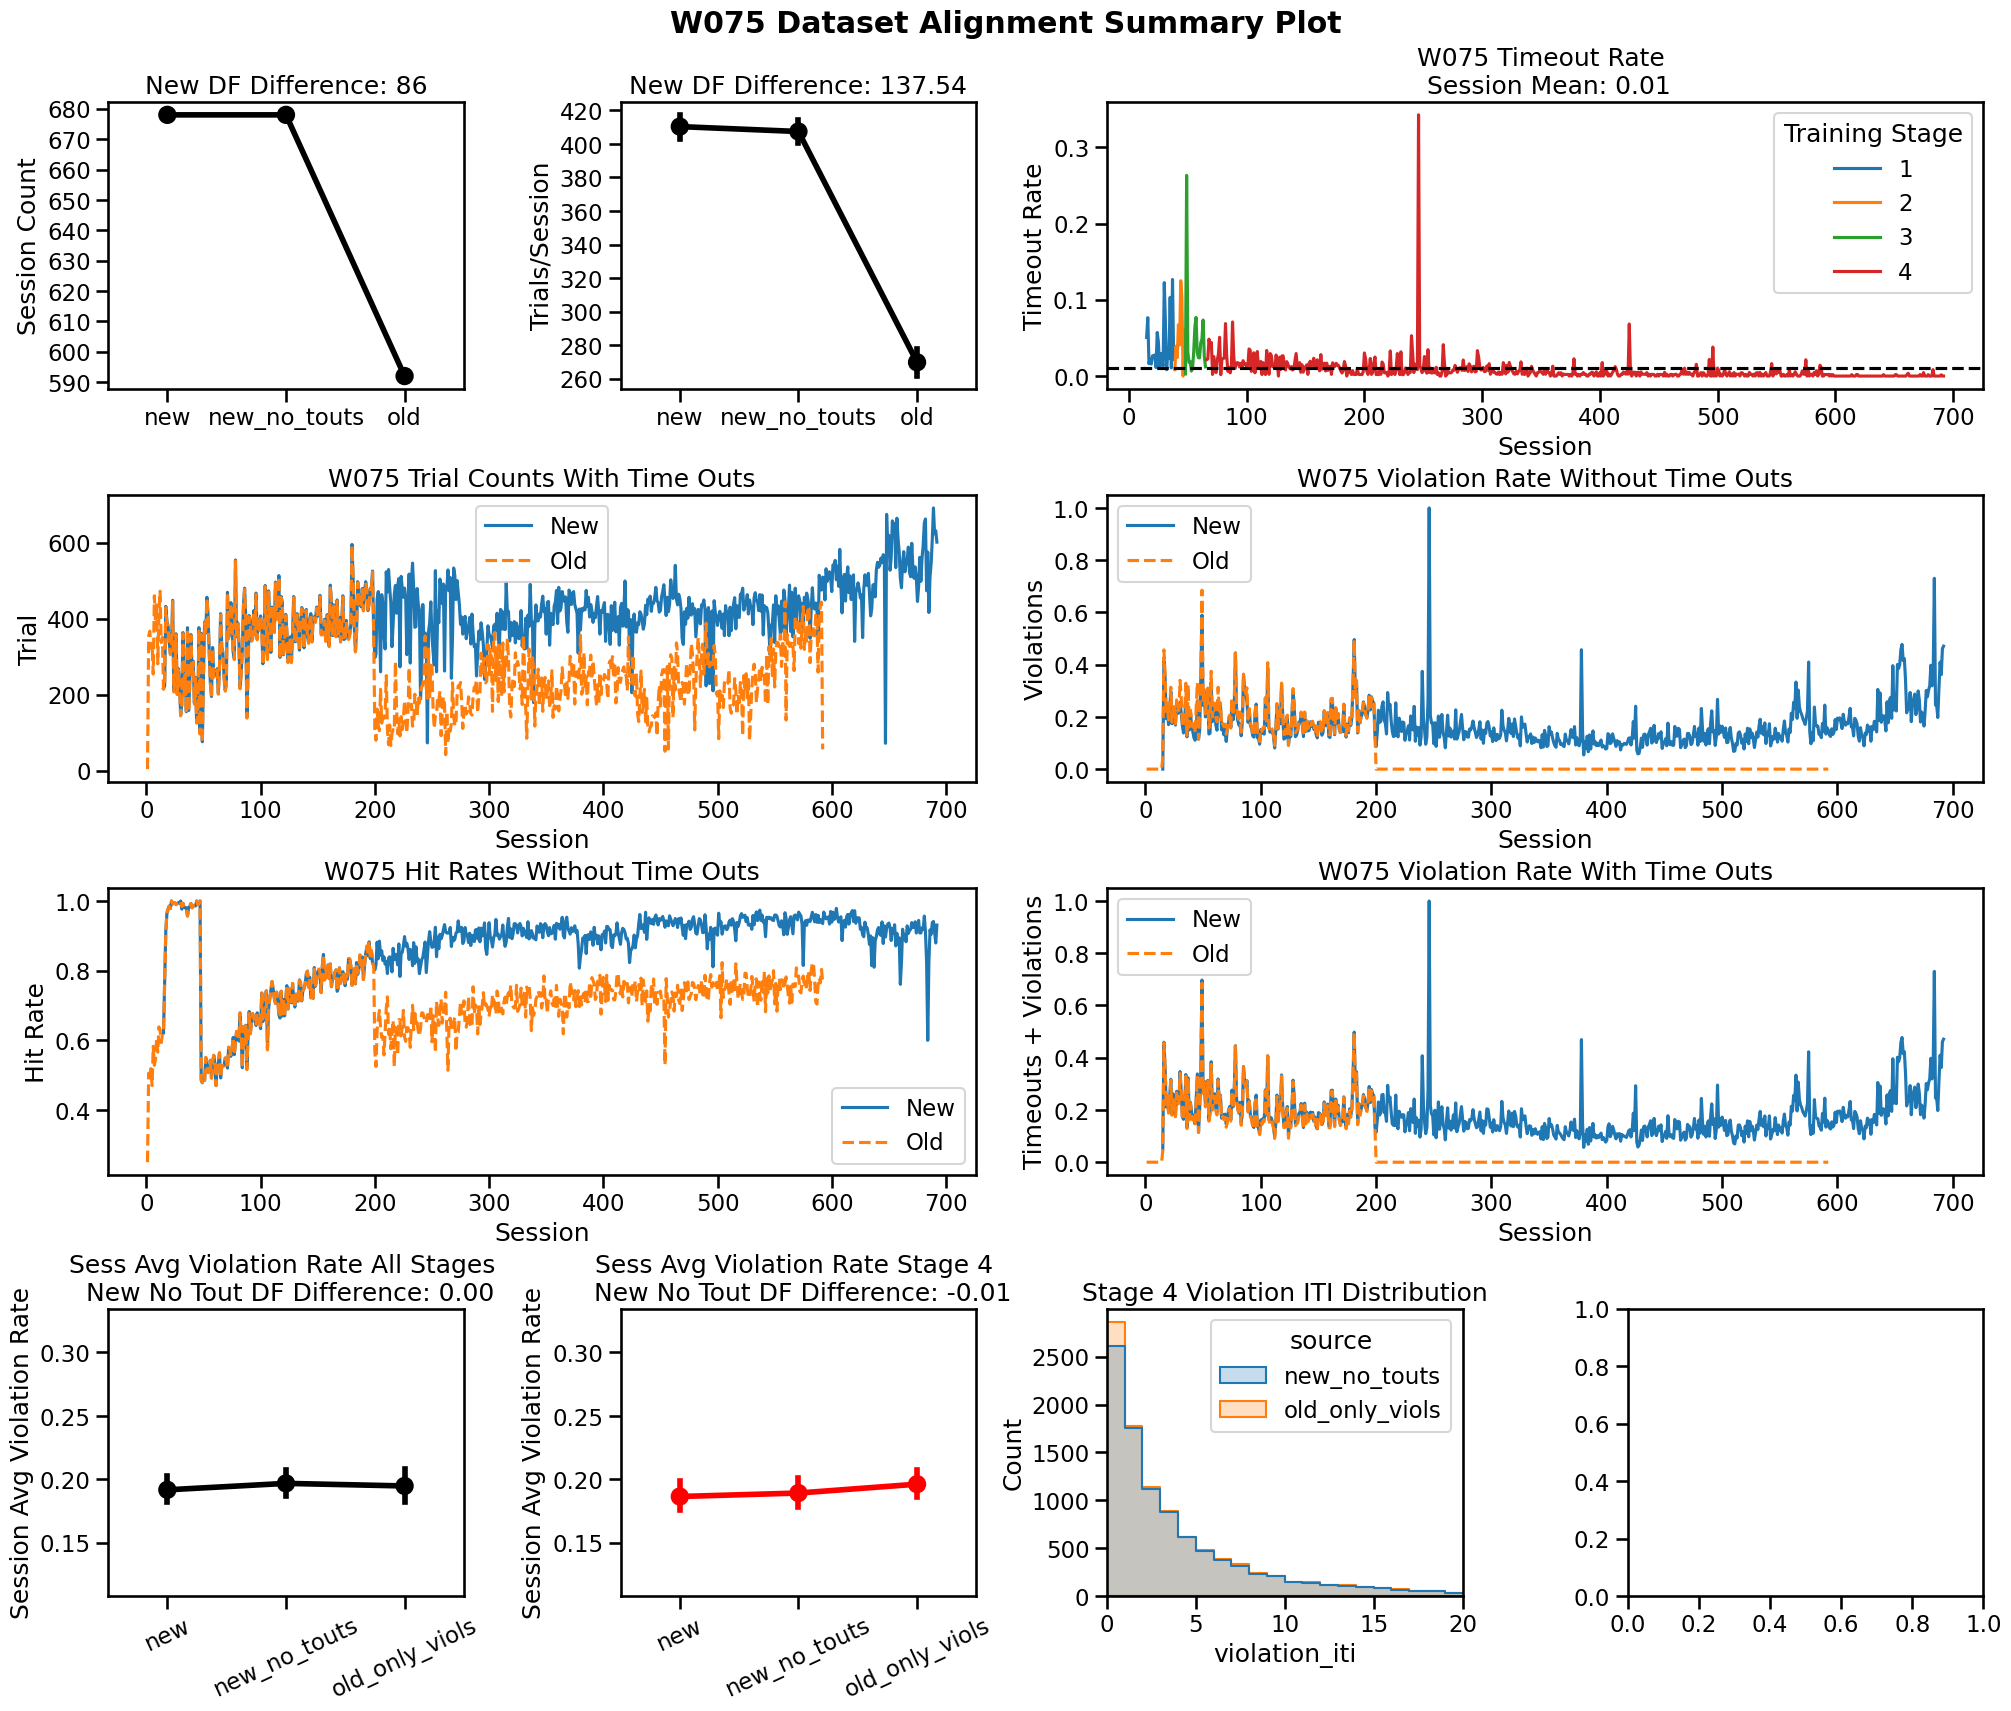 W075 Dataset Alignment Summary Plot
New DF Difference: 86
Session Count
680
670
660
650
640
630
620
610
600
590
new
new_no_touts
old
New DF Difference: 137.54
Trials/Session
420
400
380
360
340
320
300
280
260
new
new_no_touts
old
W075 Timeout Rate
Session Mean: 0.01
Timeout Rate
0.3
0.2
0.1
0.0
Training Stage
1
2
3
4
0
100
200
300
400
500
600
700
Session
W075 Trial Counts With Time Outs
Trial
600
400
200
0
New
Old
0
100
200
300
400
500
600
700
Session
W075 Violation Rate Without Time Outs
Violations
1.0
0.8
0.6
0.4
0.2
0.0
New
Old
0
100
200
300
400
500
600
700
Session
W075 Hit Rates Without Time Outs
Hit Rate
1.0
0.8
0.6
0.4
New
Old
0
100
200
300
400
500
600
700
Session
W075 Violation Rate With Time Outs
Timeouts + Violations
1.0
0.8
0.6
0.4
0.2
0.0
New
Old
0
100
200
300
400
500
600
700
Session
Sess Avg Violation Rate All Stages
New No Tout DF Difference: 0.00
Session Avg Violation Rate
0.30
0.25
0.20
0.15
new
new_no_touts
old_only_viols
Sess Avg Violation Rate Stage 4
New No Tout DF Difference: -0.01
Session Avg Violation Rate
0.30
0.25
0.20
0.15
new
new_no_touts
old_only_viols
Stage 4 Violation ITI Distribution
Count
2500
2000
1500
1000
500
0
source
new_no_touts
old_only_viols
0
5
10
15
20
violation_iti
1.0
0.8
0.6
0.4
0.2
0.0
0.0
0.2
0.4
0.6
0.8
1.0